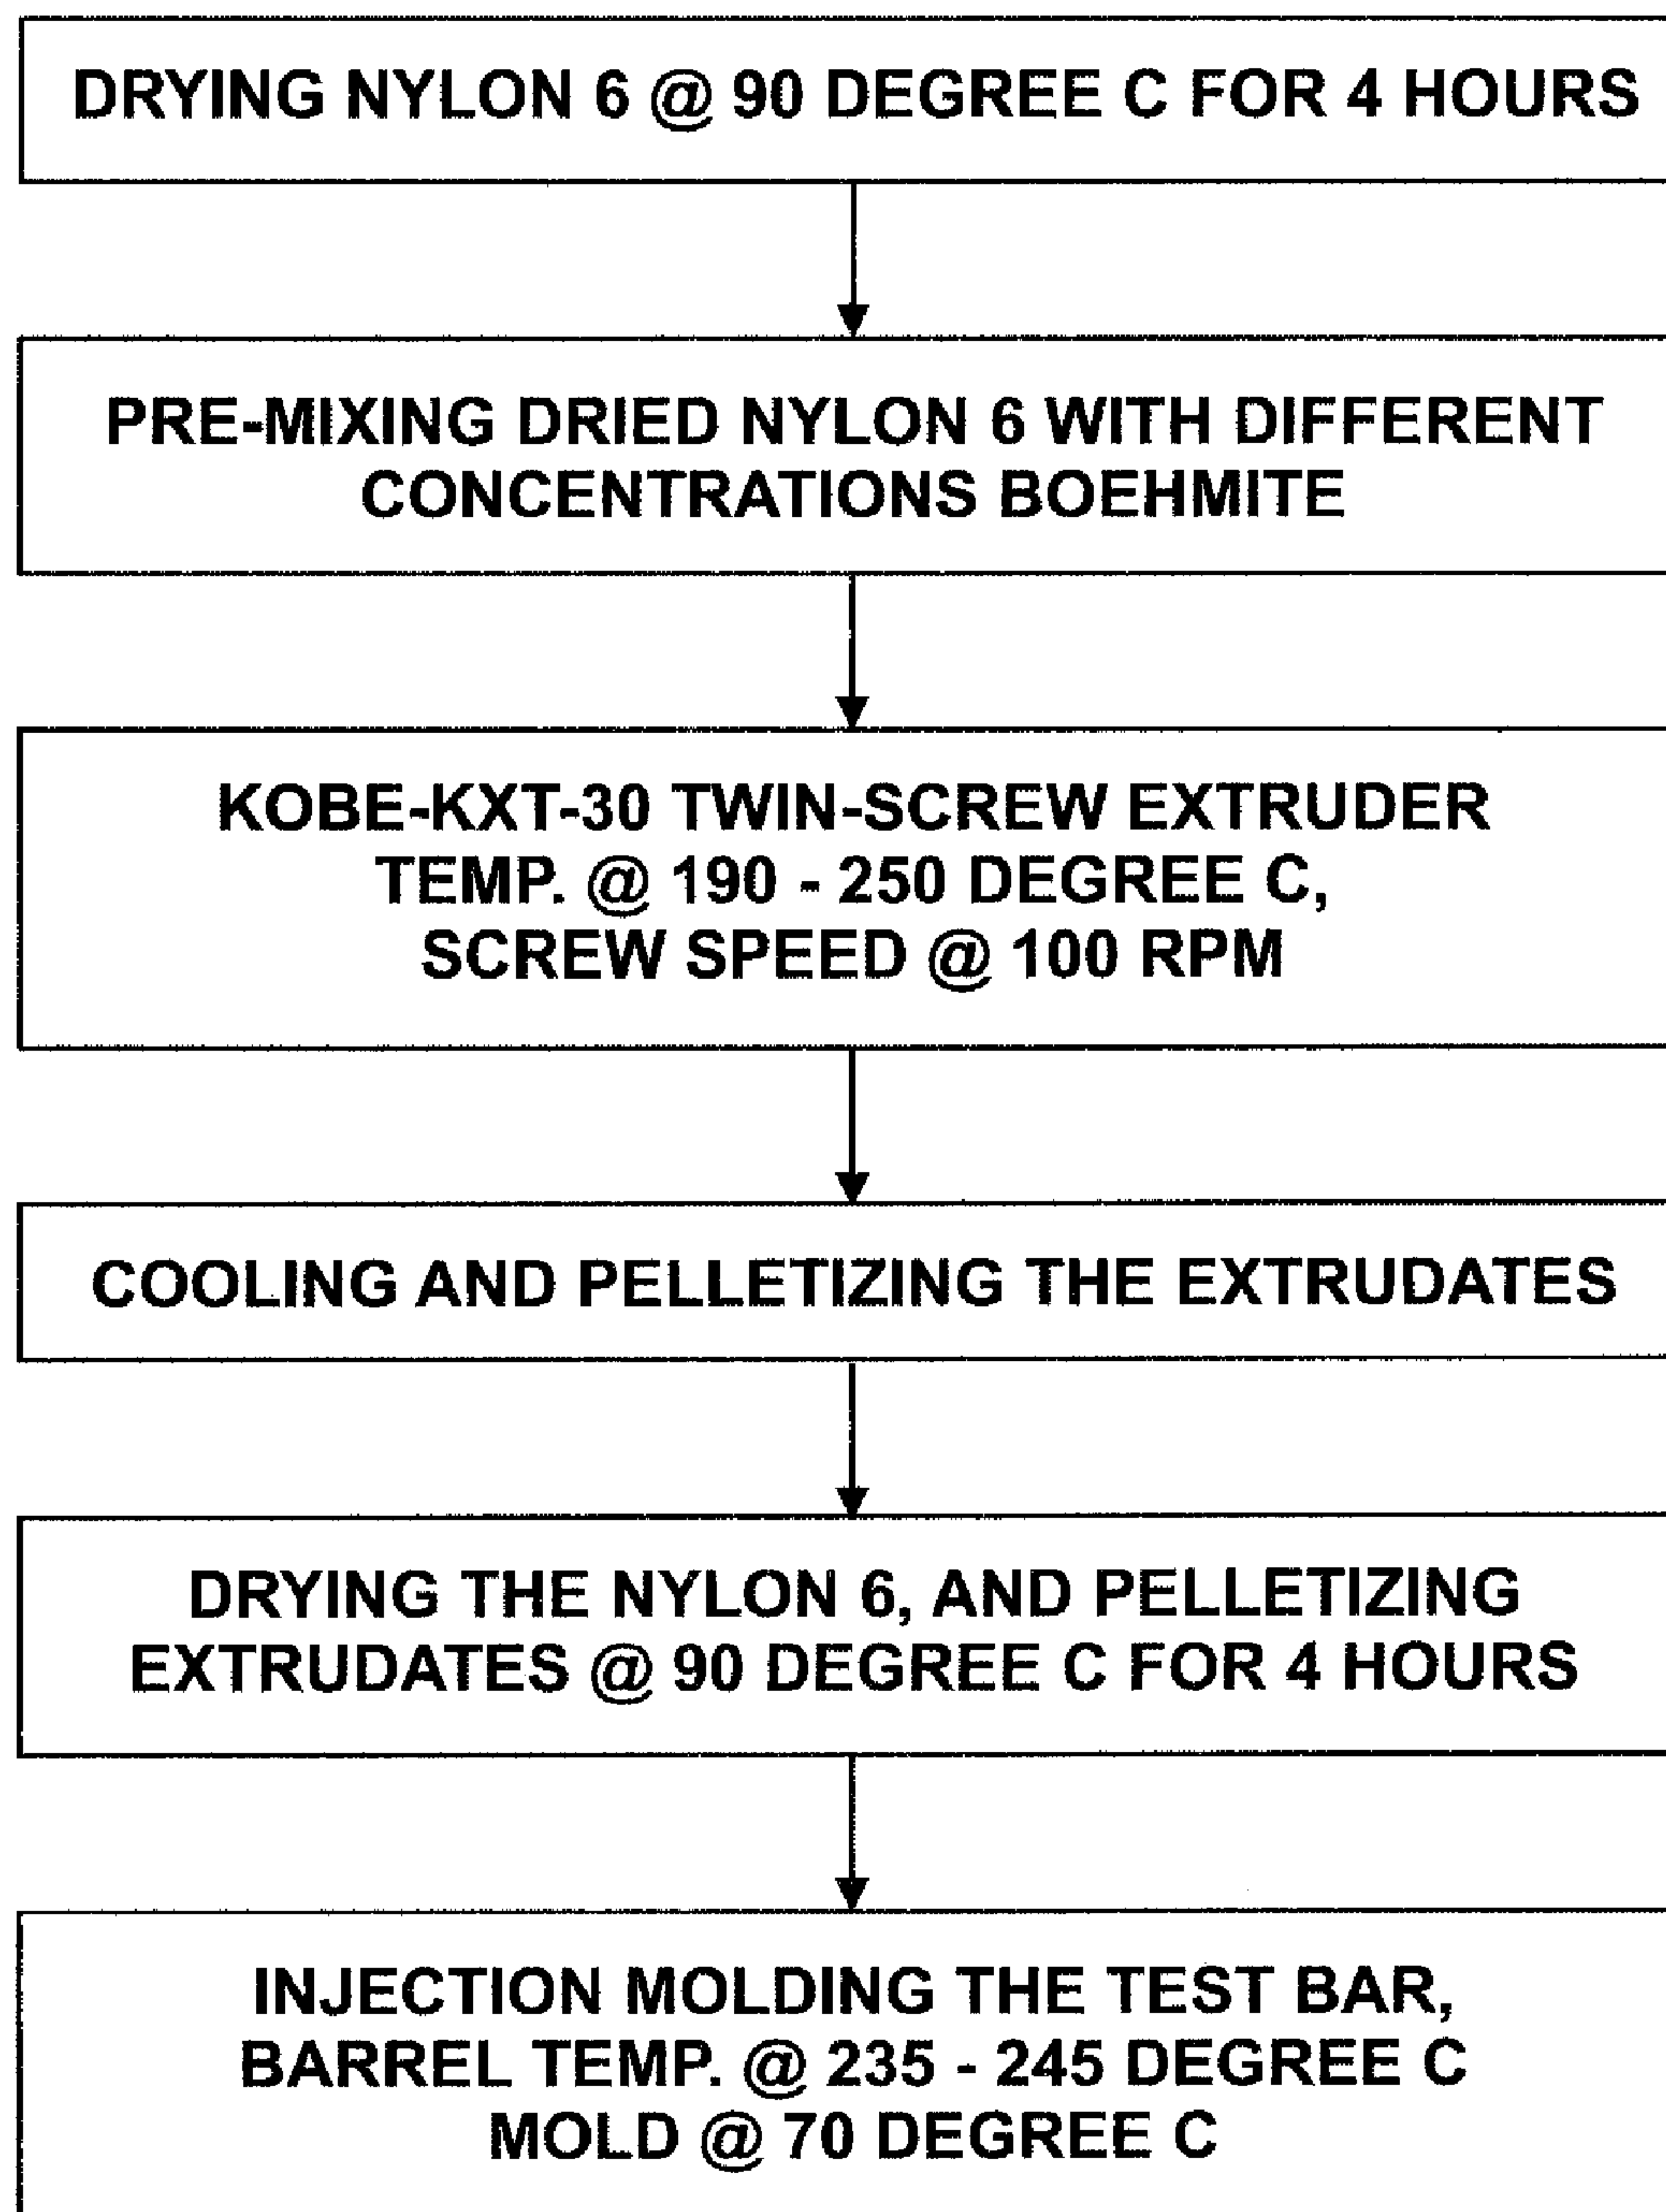 DRYING NYLON 6 @ 90 DEGREE C FOR 4 HOURS
PRE-MIXING DRIED NYLON 6 WITH DIFFERENT
CONCENTRATIONS BOEHMITE
KOBE-KXT-30 TWIN-SCREW EXTRUDER
TEMP. @ 190 - 250 DEGREE C,
SCREW SPEED @ 100 RPM
COOLING AND PELLETIZING THE EXTRUDATES
DRYING THE NYLON 6, AND PELLETIZING
EXTRUDATES @ 90 DEGREE C FOR 4 HOURS
INJECTION MOLDING THE TEST BAR,
BARREL TEMP. @ 235 - 245 DEGREE C
MOLD @ 70 DEGREE C